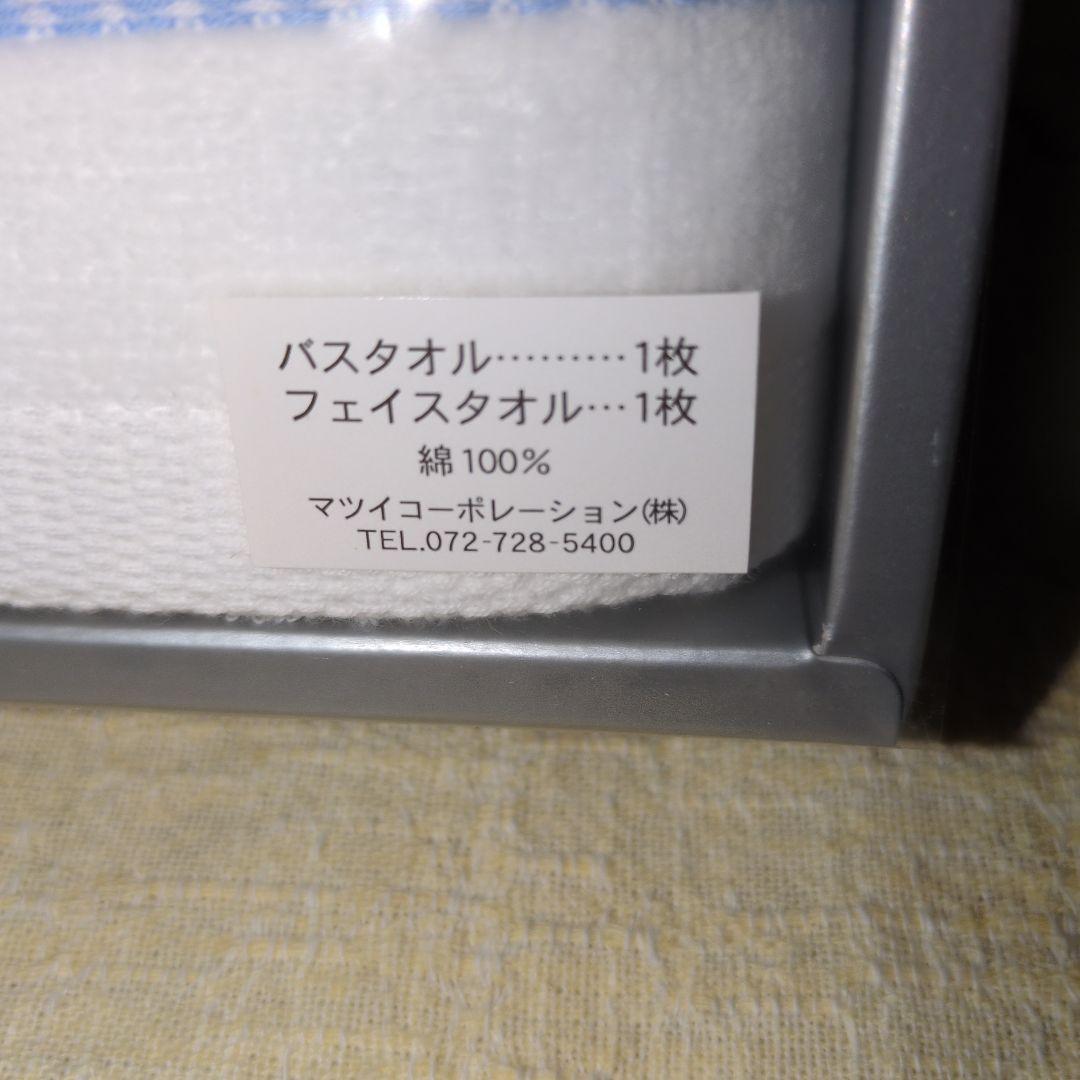 バスタオル………1枚
フェイスタオル…1枚
綿100%
マツイコーポレーション(株)
TEL.072-728-5400